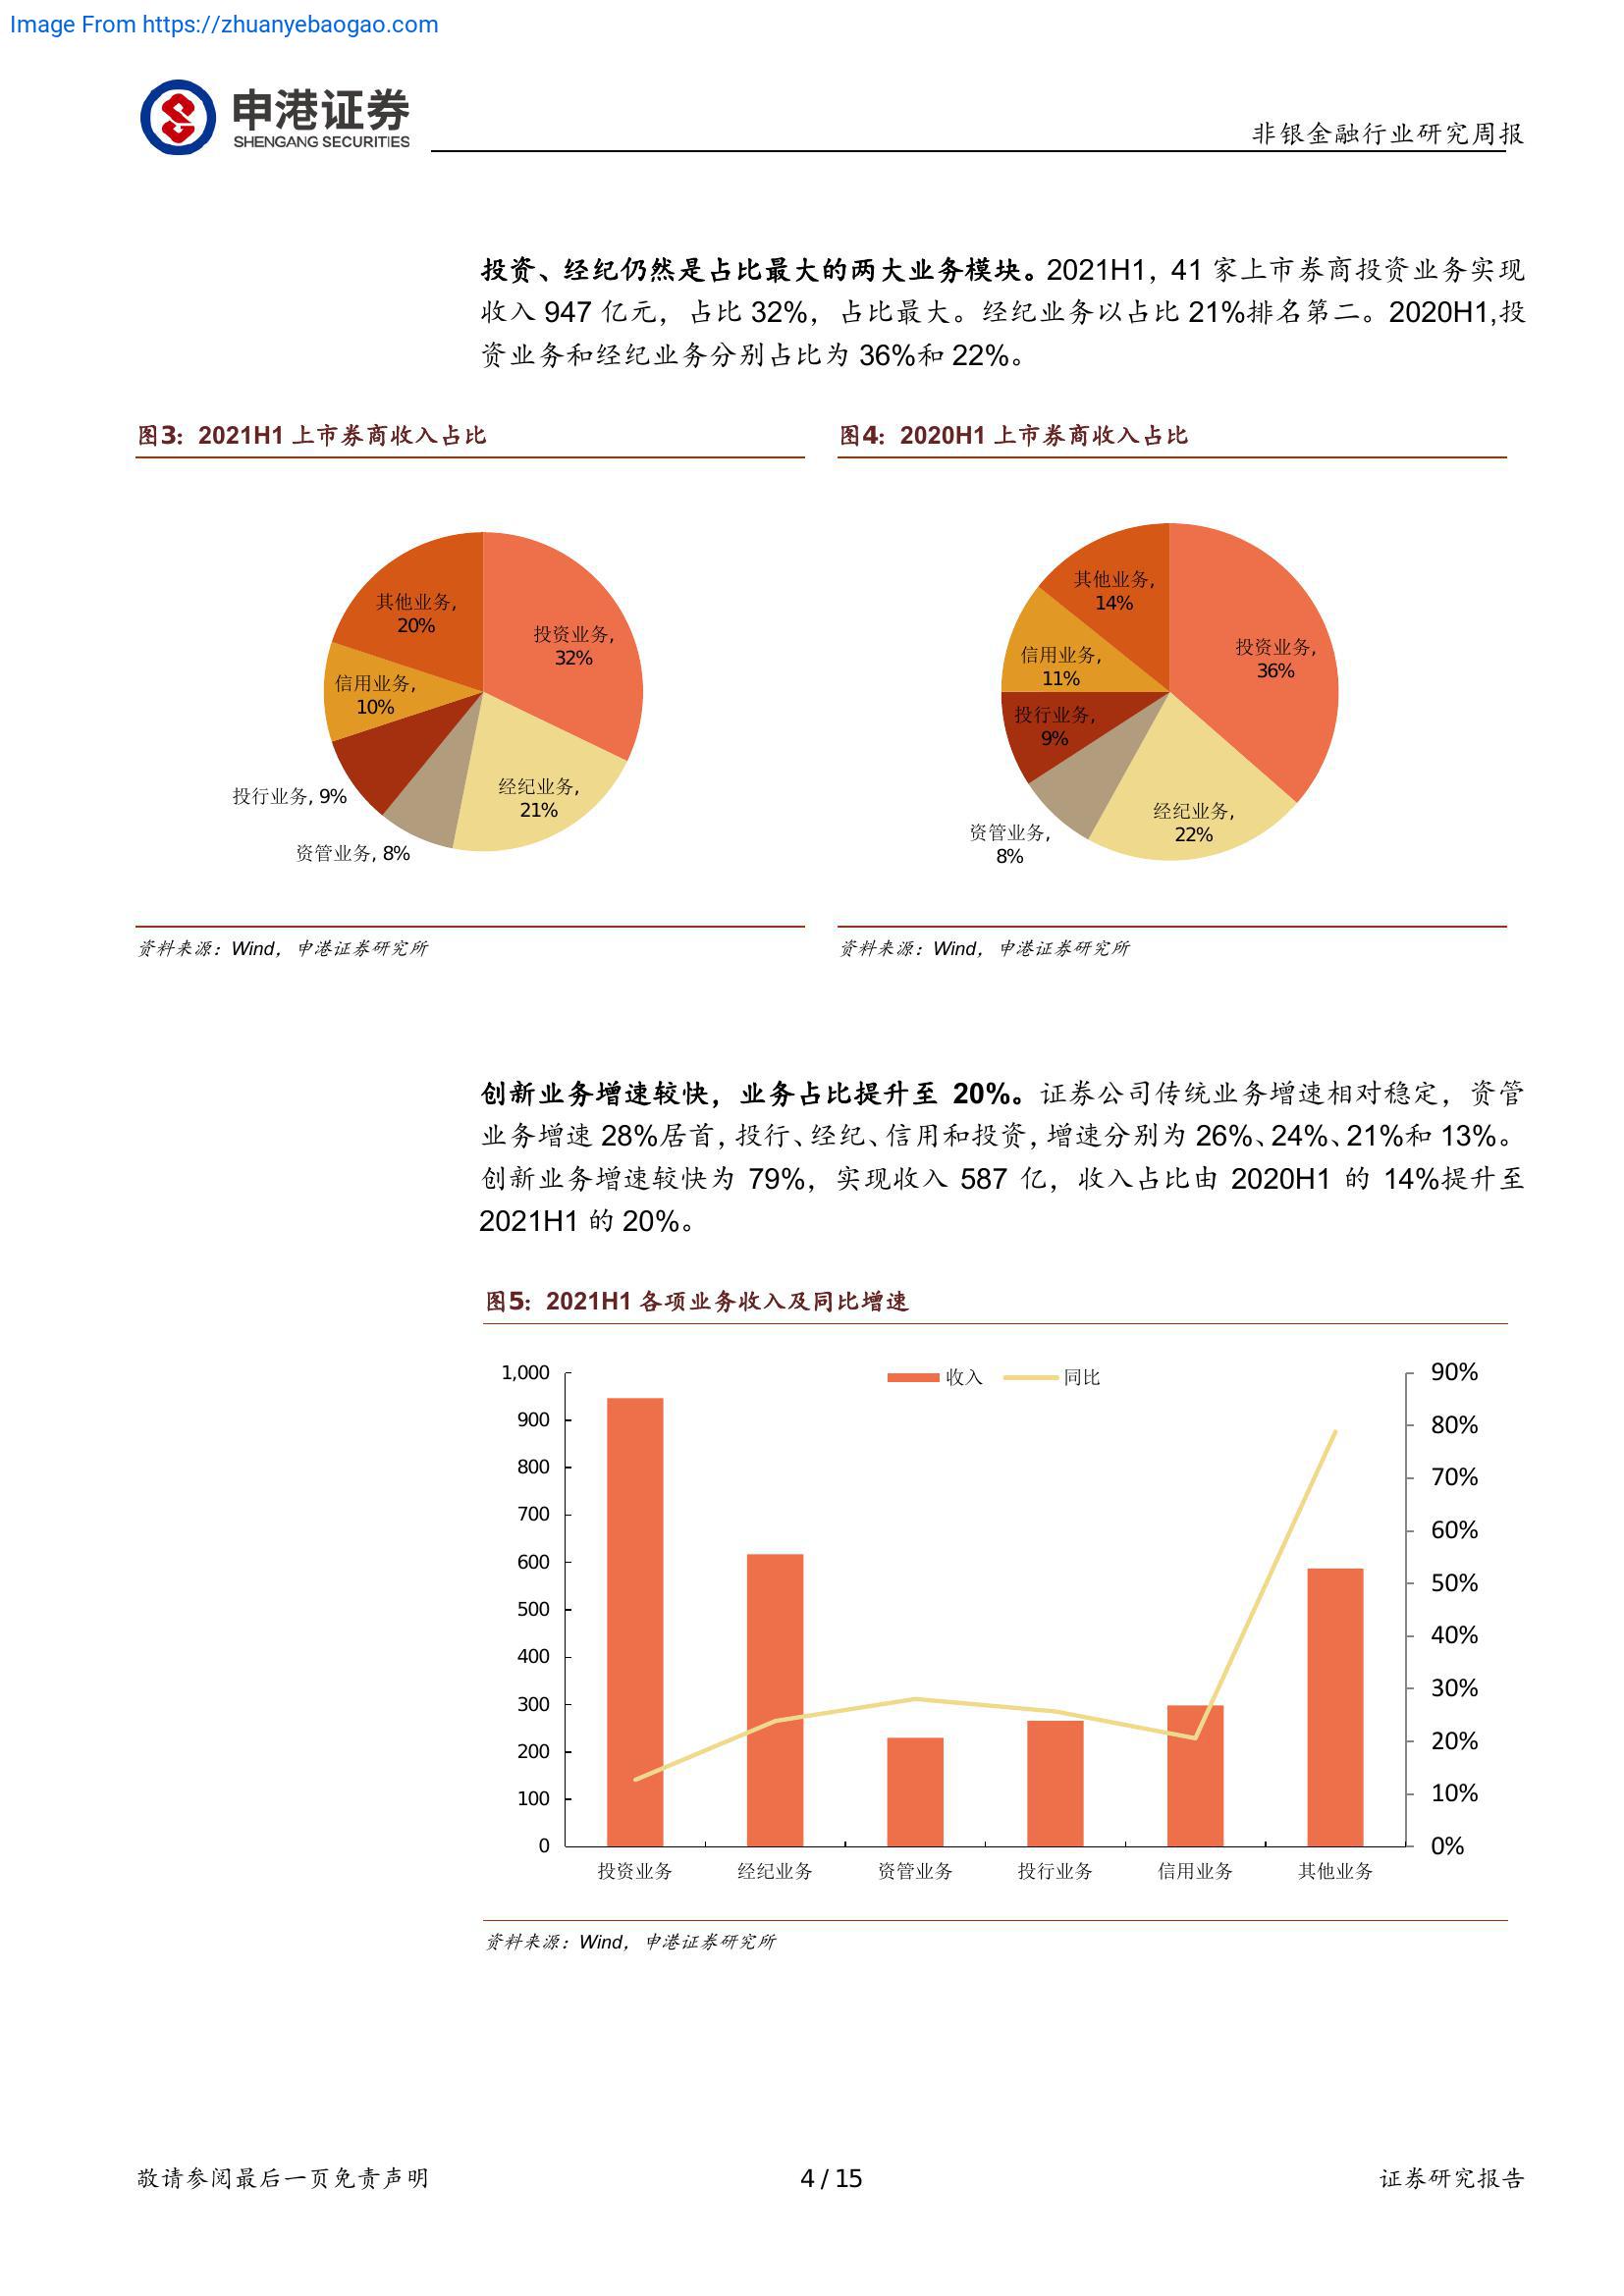 Image From https://zhuanyebaogao.com
申港证券
SHENGANG SECURITIES
非银金融行业研究周报
投资、经纪仍然是占比最大的两大业务模块。2021H1，41 家上市券商投资业务实现
收入 947 亿元，占比 32%，占比最大。经纪业务以占比 21%排名第二。2020H1,投
资业务和经纪业务分别占比为 36%和 22%。
图3：2021H1 上市券商收入占比
其他业务,
20%
投资业务,
32%
信用业务,
10%
经纪业务,
21%
投行业务, 9%
资管业务, 8%
资料来源：Wind，申港证券研究所
图4：2020H1 上市券商收入占比
其他业务,
14%
投资业务,
36%
信用业务,
11%
投行业务,
9%
经纪业务,
22%
资管业务,
8%
资料来源：Wind，申港证券研究所
创新业务增速较快，业务占比提升至 20%。证券公司传统业务增速相对稳定，资管
业务增速 28%居首，投行、经纪、信用和投资，增速分别为 26%、24%、21%和 13%。
创新业务增速较快为 79%，实现收入 587 亿，收入占比由 2020H1 的 14%提升至
2021H1 的 20%。
图5：2021H1 各项业务收入及同比增速
收入 同比
1,000
900
800
700
600
500
400
300
200
100
0
90%
80%
70%
60%
50%
40%
30%
20%
10%
0%
投资业务 经纪业务 资管业务 投行业务 信用业务 其他业务
资料来源：Wind，申港证券研究所
敬请参阅最后一页免责声明 4 / 15 证券研究报告